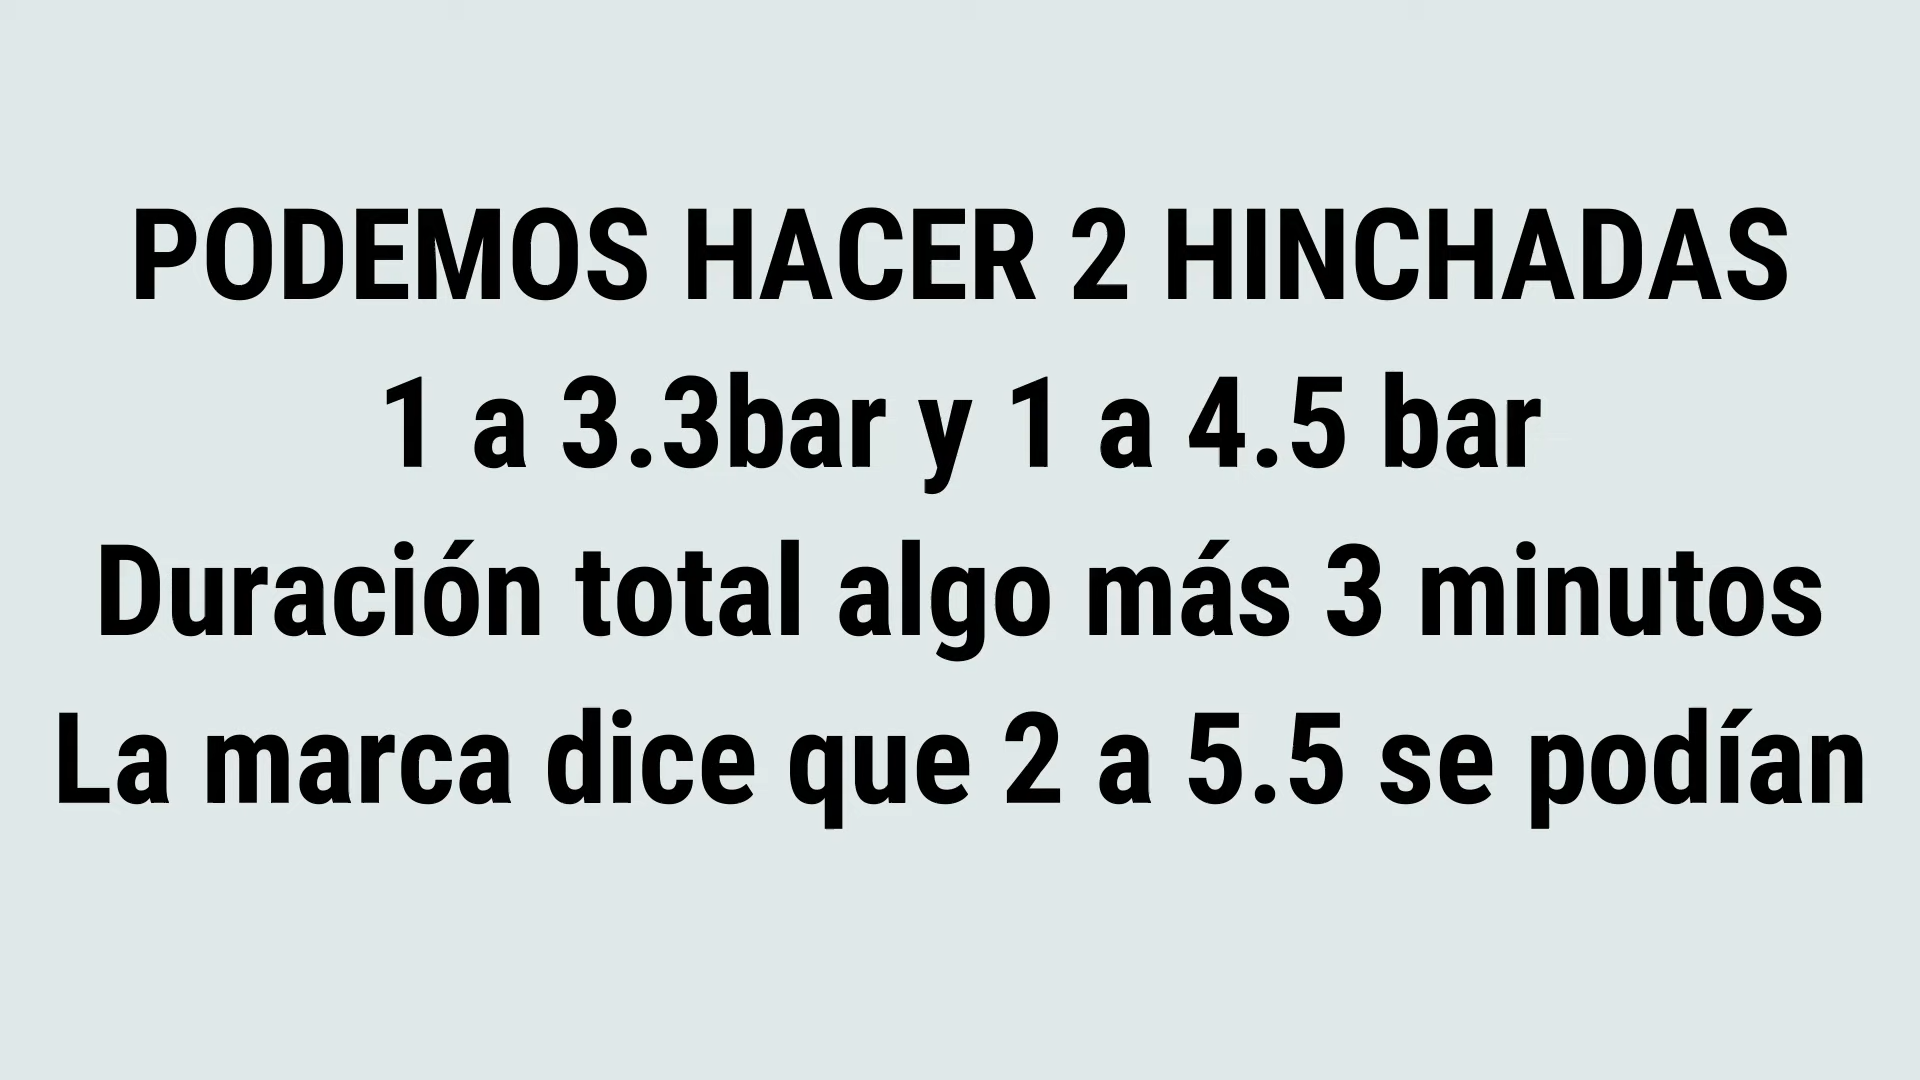 PODEMOS HACER 2 HINCHADAS
1 a 3.3bar y 1 a 4.5 bar
Duración total algo más 3 minutos
La marca dice que 2 a 5.5 se podían